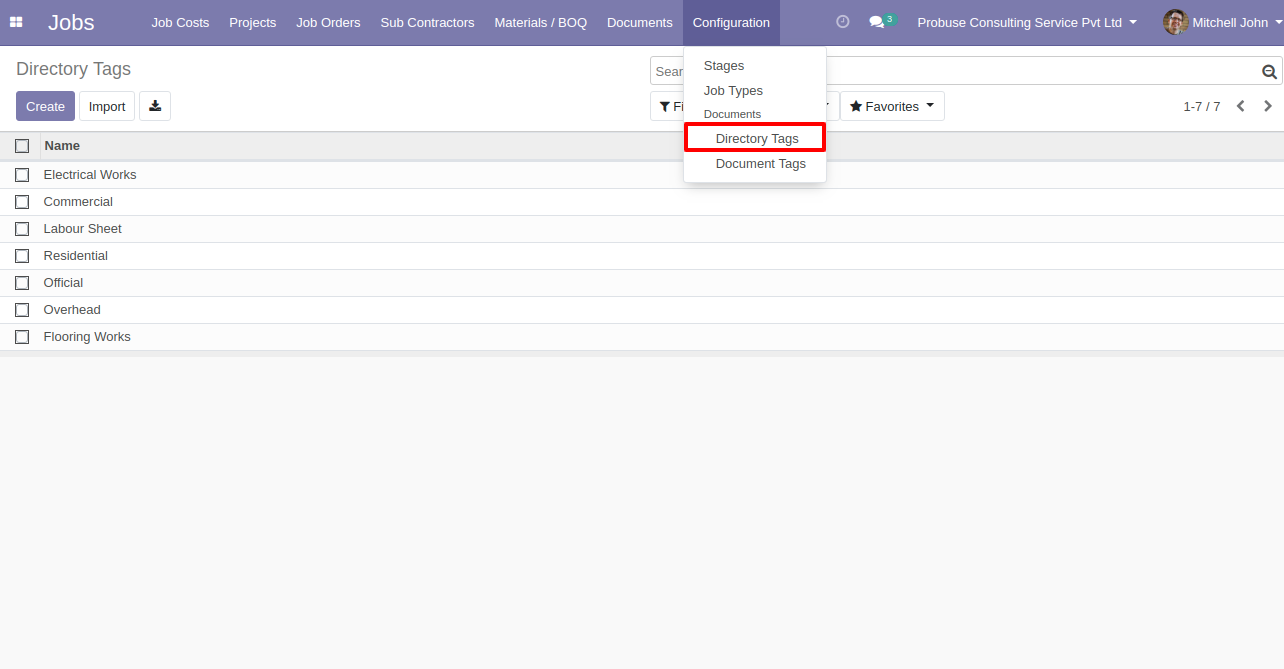 Jobs Job Costs Projects Job Orders Sub Contractors Materials / BOQ Documents Configuration 3 Probuse Consulting Service Pvt Ltd Mitchell John
Directory Tags
Create Import
1-7 / 7
Favorites
Stages
Job Types
Documents
Directory Tags
Document Tags
Name
Electrical Works
Commercial
Labour Sheet
Residential
Official
Overhead
Flooring Works